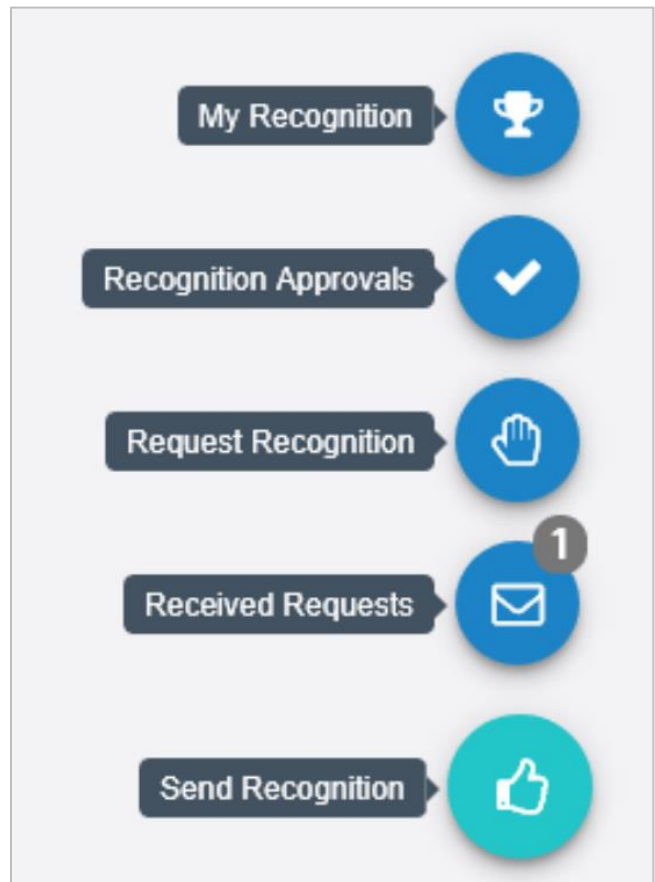 My Recognition
Recognition Approvals
Request Recognition
1
Received Requests
Send Recognition